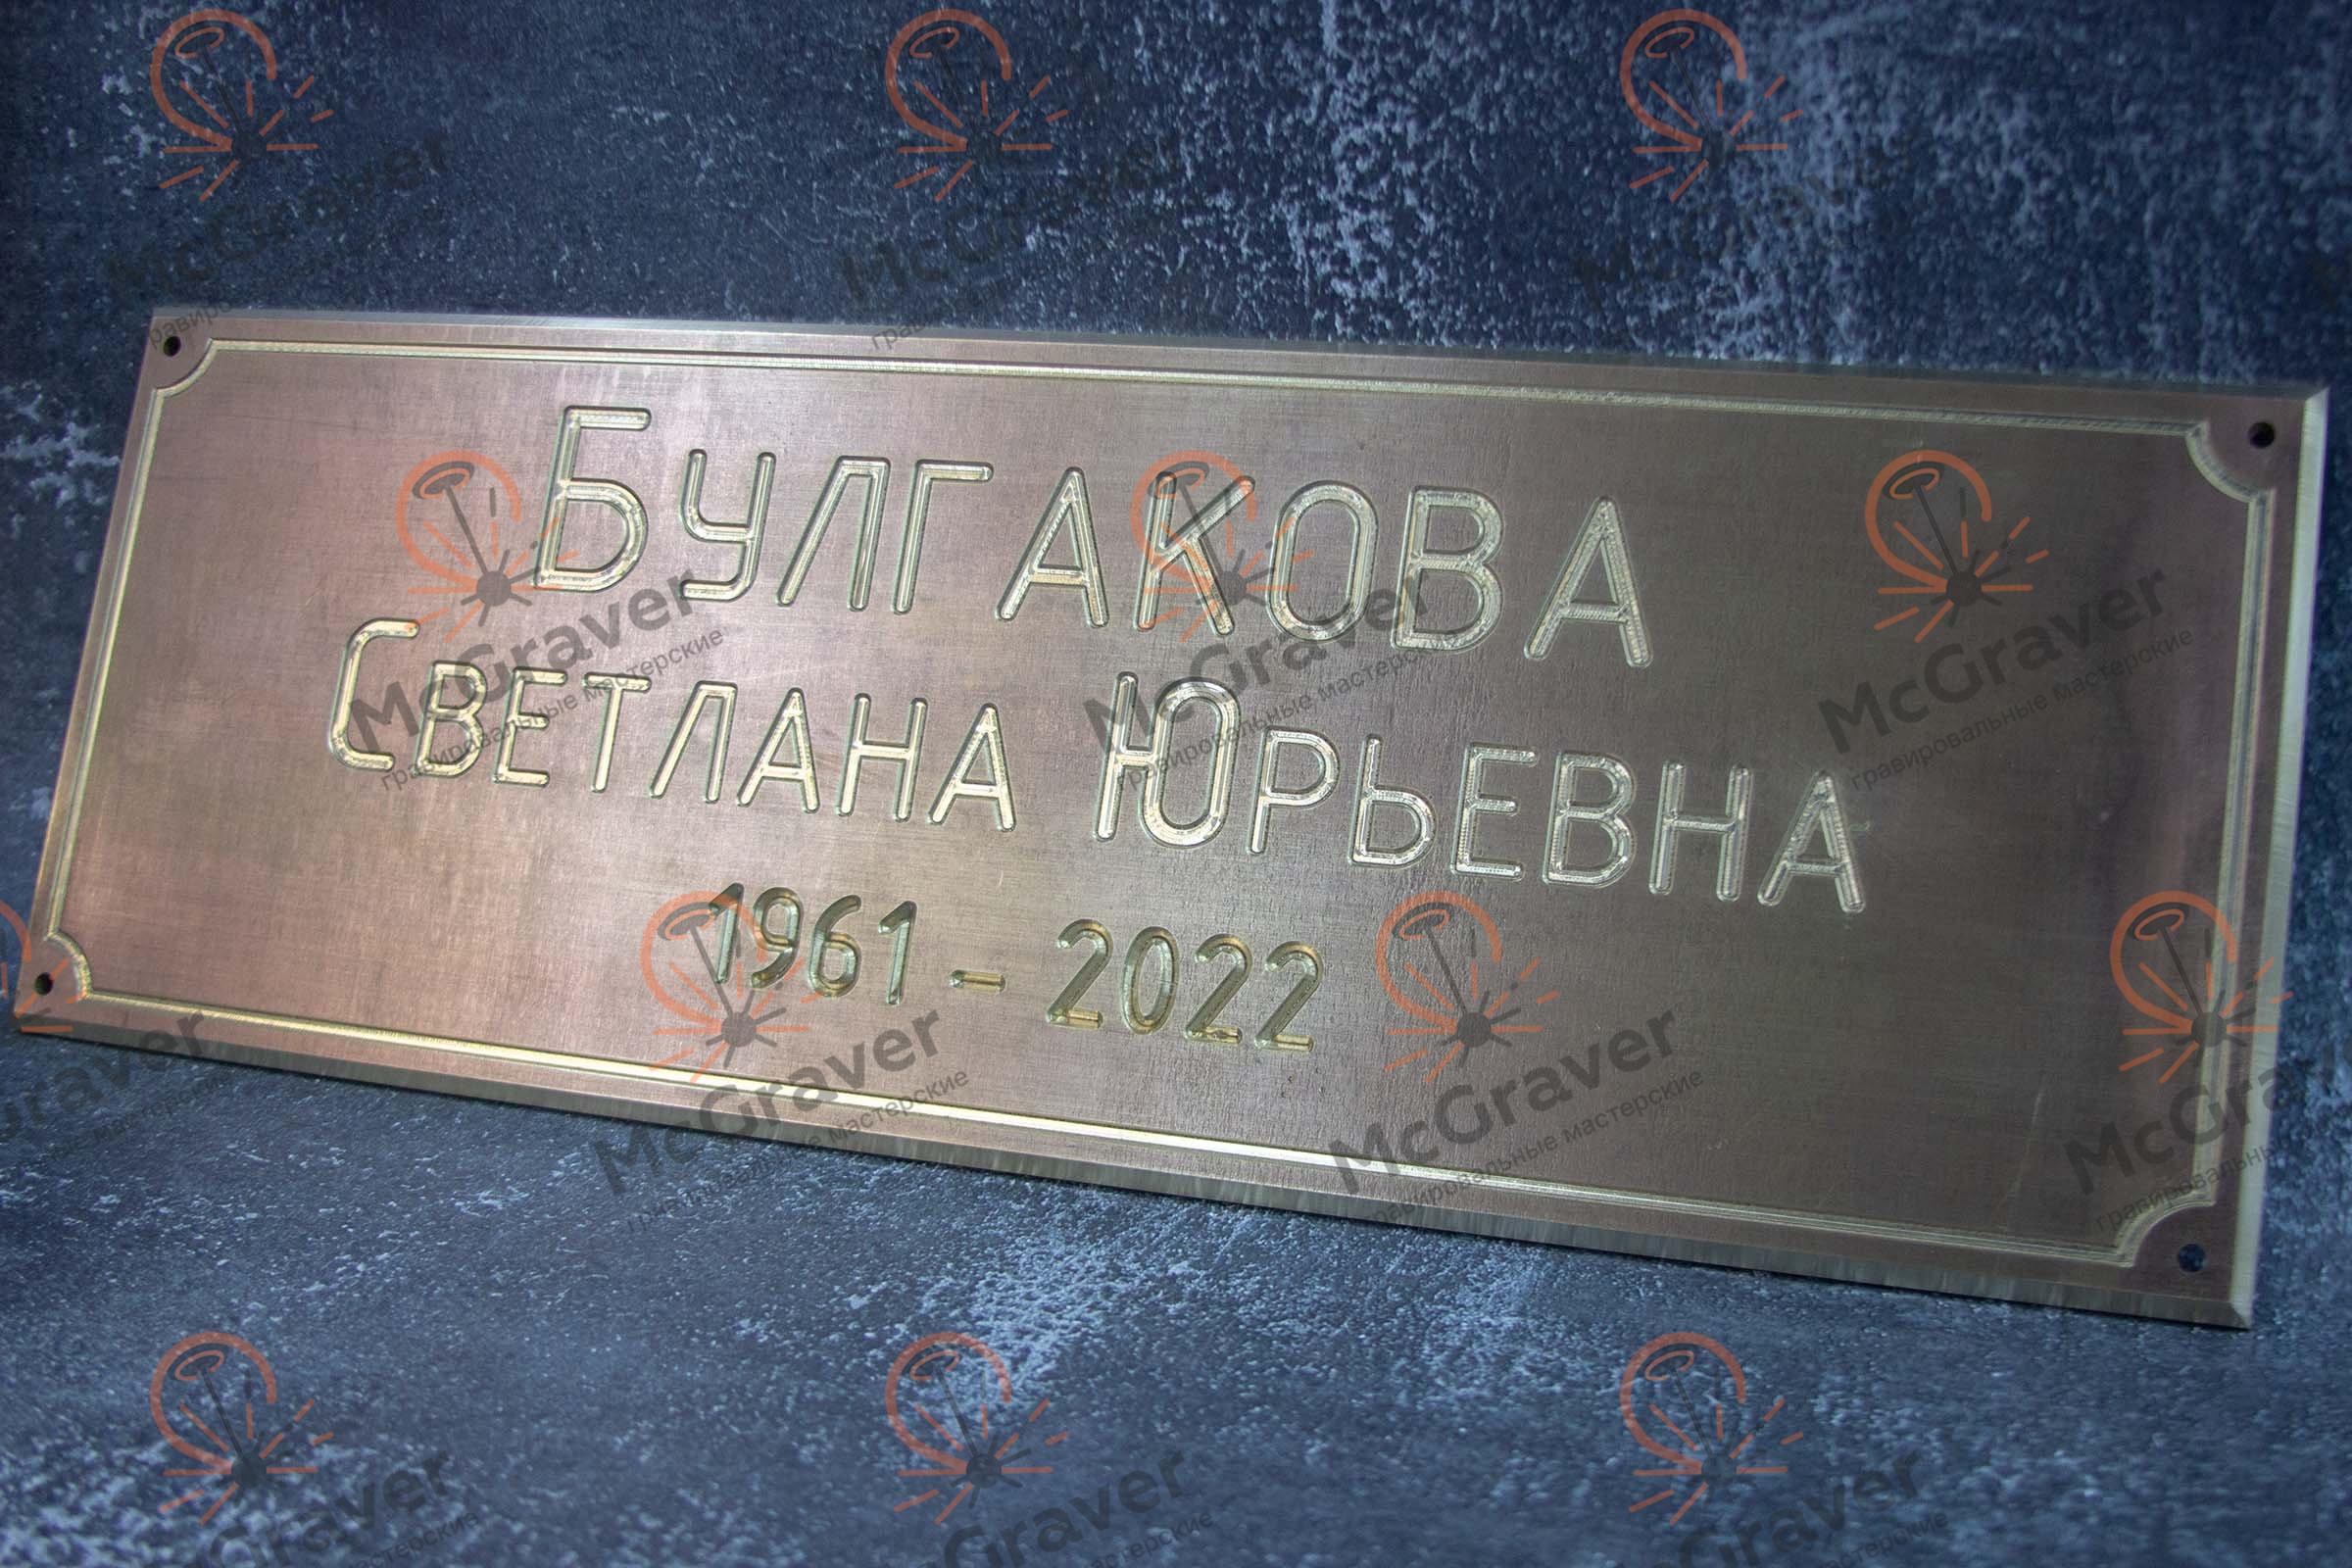 Булгакова
Светлана Юрьевна
1961 – 2022
McGraver
гравировальные мастерские